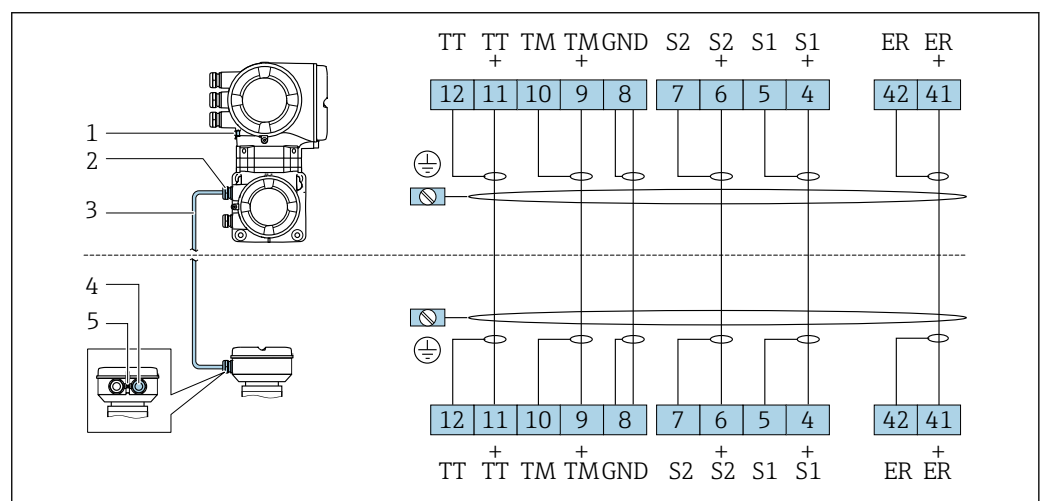 TT TT TM TM GND S2 S2 S1 S1 ER ER
+ + + + +
12 11 10 9 8 7 6 5 4 42 41
1
2
3
4
5
12 11 10 9 8 7 6 5 4 42 41
+ + + + +
TT TT TM TM GND S2 S2 S1 S1 ER ER